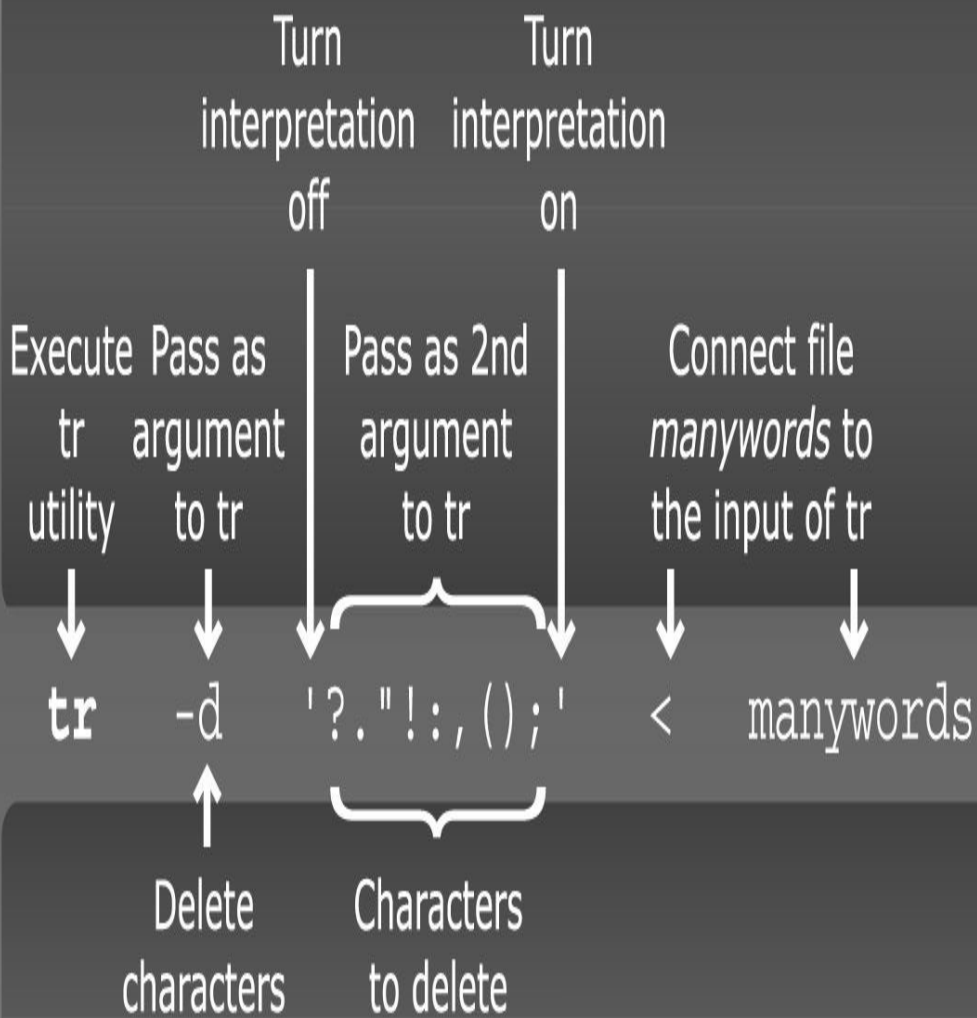 Turn
interpretation
off
Turn
interpretation
on
Execute
tr
utility
Pass as
argument
to tr
Pass as 2nd
argument
to tr
Connect file
manywords to
the input of tr
tr -d '?."!:,();' < manywords
Delete
characters
Characters
to delete